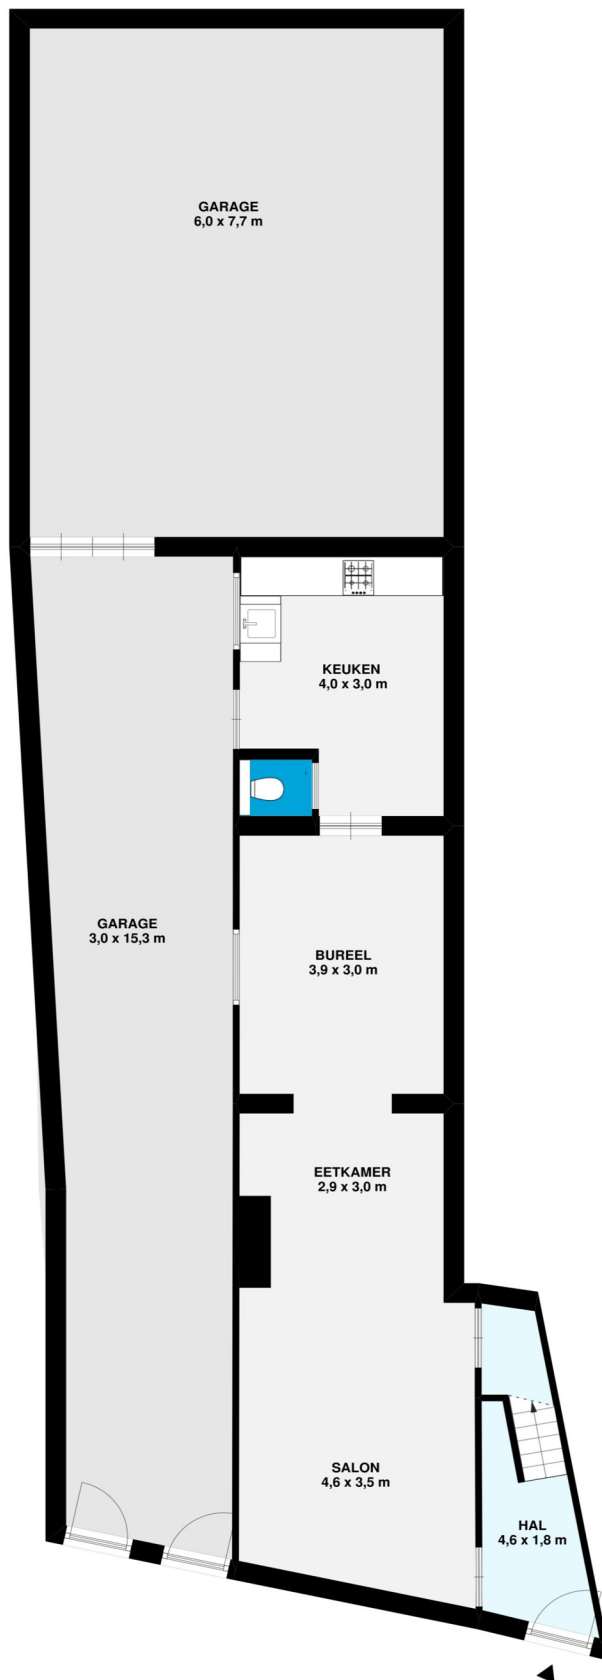 GARAGE
6,0 x 7,7 m
KEUKEN
4,0 x 3,0 m
GARAGE
3,0 x 15,3 m
BUREEL
3,9 x 3,0 m
EETKAMER
2,9 x 3,0 m
SALON
4,6 x 3,5 m
HAL
4,6 x 1,8 m